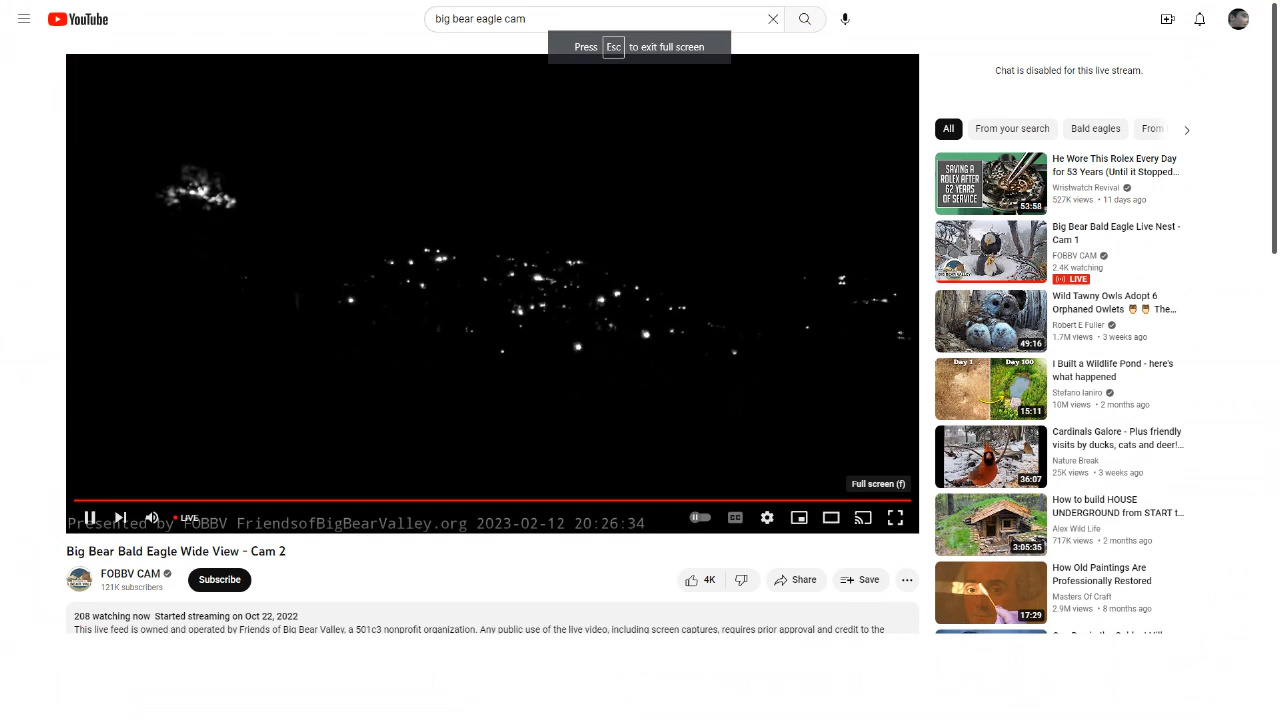 YouTube
big bear eagle cam
Press Esc to exit full screen
Chat is disabled for this live stream.
All
From your search
Bald eagles
From
SAVING A
ROLEX AFTER
62 YEARS
OF SERVICE
53:58
He Wore This Rolex Every Day
for 53 Years (Until it Stopped...
Wristwatch Revival
527K views • 11 days ago
BIG BEAR VALLEY
Big Bear Bald Eagle Live Nest -
Cam 1
FOBBV CAM
2.4K watching
LIVE
49:16
Wild Tawny Owls Adopt 6
Orphaned Owlets The...
Robert E Fuller
1.7M views • 3 weeks ago
Day 1
Day 100
15:11
I Built a Wildlife Pond - here's
what happened
Stefano Ianiro
10M views • 2 months ago
36:07
Cardinals Galore - Plus friendly
visits by ducks, cats and deer!...
Nature Break
25K views • 3 weeks ago
3:05:35
How to build HOUSE
UNDERGROUND from START t...
Alex Wild Life
717K views • 2 months ago
17:29
How Old Paintings Are
Professionally Restored
Masters Of Craft
2.9M views • 8 months ago
Full screen (f)
LIVE
CC
Presented by FOBBV FriendsofBigBearValley.org 2023-02-12 20:26:34
Big Bear Bald Eagle Wide View - Cam 2
FOBBV CAM
121K subscribers
Subscribe
4K
Share
Save
208 watching now Started streaming on Oct 22, 2022
This live feed is owned and operated by Friends of Big Bear Valley, a 501c3 nonprofit organization. Any public use of the live video, including screen captures, requires prior approval and credit to the